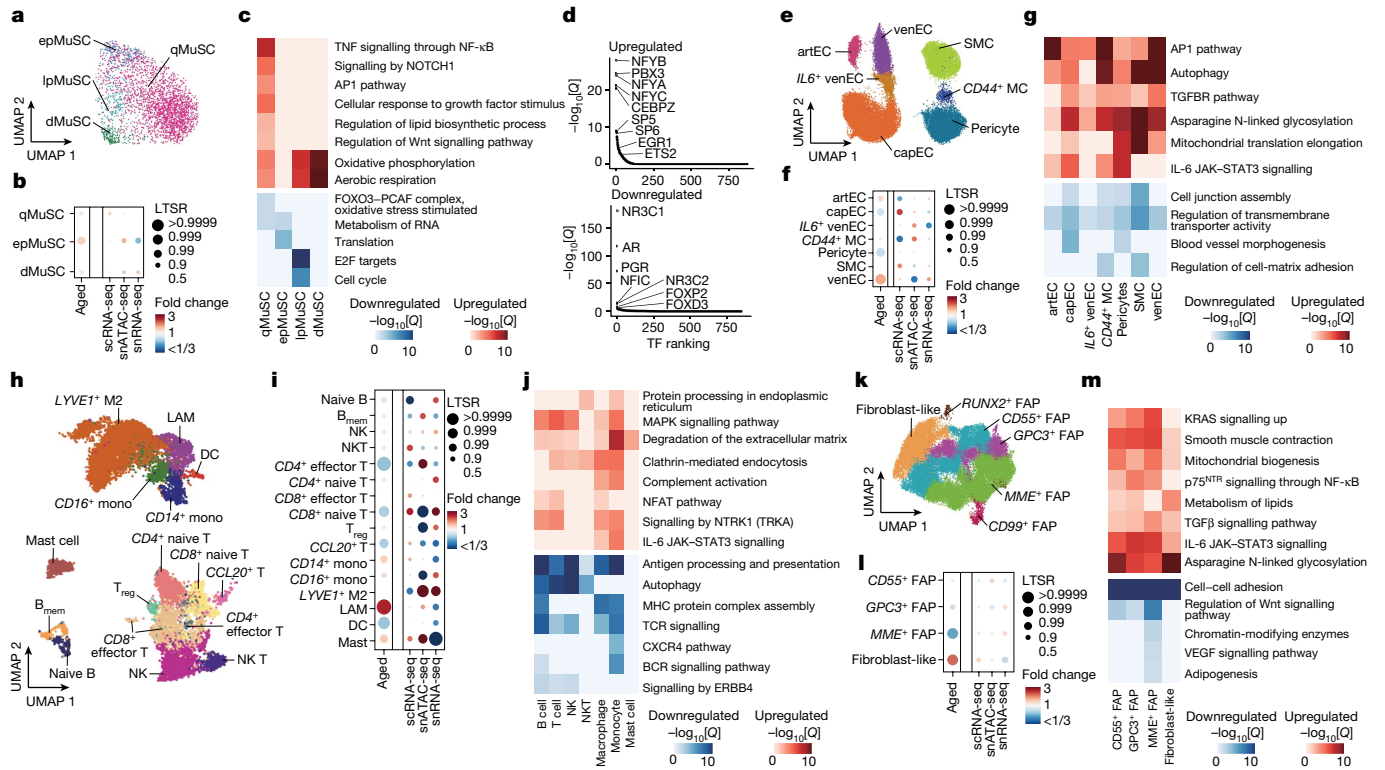 a
epMuSC
qMuSC
lpMuSC
dMuSC
UMAP 2
UMAP 1
b
qMuSC
epMuSC
dMuSC
Aged
scRNA-seq
snATAC-seq
snRNA-seq
LTSR
>0.9999
0.999
0.99
0.9
0.5
Fold change
3
1
<1/3
c
TNF signalling through NF-κB
Signalling by NOTCH1
AP1 pathway
Cellular response to growth factor stimulus
Regulation of lipid biosynthetic process
Regulation of Wnt signalling pathway
Oxidative phosphorylation
Aerobic respiration
FOXO3–PCAF complex,
oxidative stress stimulated
Metabolism of RNA
Translation
E2F targets
Cell cycle
qMuSC
epMuSC
lpMuSC
dMuSC
Downregulated
–log10[Q]
0 10
Upregulated
–log10[Q]
0 10
d
Upregulated
–log10[Q]
20
10
0
NFYB
PBX3
NFYA
NFYC
CEBPZ
SP5
SP6
EGR1
ETS2
0 250 500 750
Downregulated
–log10[Q]
150
100
50
0
NR3C1
AR
PGR
NFIC
NR3C2
FOXP2
FOXP3
0 250 500 750
TF ranking
e
venEC
artEC
SMC
IL6+ venEC
CD44+ MC
Pericyte
capEC
UMAP 2
UMAP 1
f
artEC
capEC
IL6+ venEC
CD44+ MC
Pericyte
SMC
venEC
Aged
scRNA-seq
snATAC-seq
snRNA-seq
LTSR
>0.9999
0.999
0.99
0.9
0.5
Fold change
3
1
<1/3
g
AP1 pathway
Autophagy
TGFBR pathway
Asparagine N-linked glycosylation
Mitochondrial translation elongation
IL-6 JAK–STAT3 signalling
Cell junction assembly
Regulation of transmembrane
transporter activity
Blood vessel morphogenesis
Regulation of cell-matrix adhesion
artEC
capEC
IL6+ venEC
CD44+ MC
Pericytes
SMC
venEC
Downregulated
–log10[Q]
0 10
Upregulated
–log10[Q]
0 10
h
LYVE1+ M2
LAM
DC
CD16+ mono
CD14+ mono
Mast cell
CD4+ naive T
CD8+ naive T
CCL20+ T
Treg
Bmem
CD4+
effector T
CD8+
effector T
Naive B
NK
NK T
UMAP 2
UMAP 1
i
Naive B
Bmem
NK
NKT
CD4+ effector T
CD4+ naive T
CD8+ effector T
CD8+ naive T
Treg
CCL20+ T
CD14+ mono
CD16+ mono
LYVE1+ M2
LAM
DC
Mast
Aged
scRNA-seq
snATAC-seq
snRNA-seq
LTSR
>0.9999
0.999
0.99
0.9
0.5
Fold change
3
1
<1/3
j
Protein processing in endoplasmic
reticulum
MAPK signalling pathway
Degradation of the extracellular matrix
Clathrin-mediated endocytosis
Complement activation
NFAT pathway
Signalling by NTRK1 (TRKA)
IL-6 JAK–STAT3 signalling
Antigen processing and presentation
Autophagy
MHC protein complex assembly
TCR signalling
CXCR4 pathway
BCR signalling pathway
Signalling by ERBB4
B cell
T cell
NK
NKT
Macrophage
Monocyte
Mast cell
Downregulated
–log10[Q]
0 10
Upregulated
–log10[Q]
0 10
k
Fibroblast-like
RUNX2+ FAP
CD55+ FAP
GPC3+ FAP
MME+ FAP
CD99+ FAP
UMAP 2
UMAP 1
l
CD55+ FAP
GPC3+ FAP
MME+ FAP
Fibroblast-like
Aged
scRNA-seq
snATAC-seq
snRNA-seq
LTSR
>0.9999
0.999
0.99
0.9
0.5
Fold change
3
1
<1/3
m
KRAS signalling up
Smooth muscle contraction
Mitochondrial biogenesis
p75NTR signalling through NF-κB
Metabolism of lipids
TGFβ signalling pathway
IL-6 JAK–STAT3 signalling
Asparagine N-linked glycosylation
Cell–cell adhesion
Regulation of Wnt signalling
pathway
Chromatin-modifying enzymes
VEGF signalling pathway
Adipogenesis
CD55+ FAP
GPC3+ FAP
MME+ FAP
Fibroblast-like
Downregulated
–log10[Q]
0 10
Upregulated
–log10[Q]
0 10